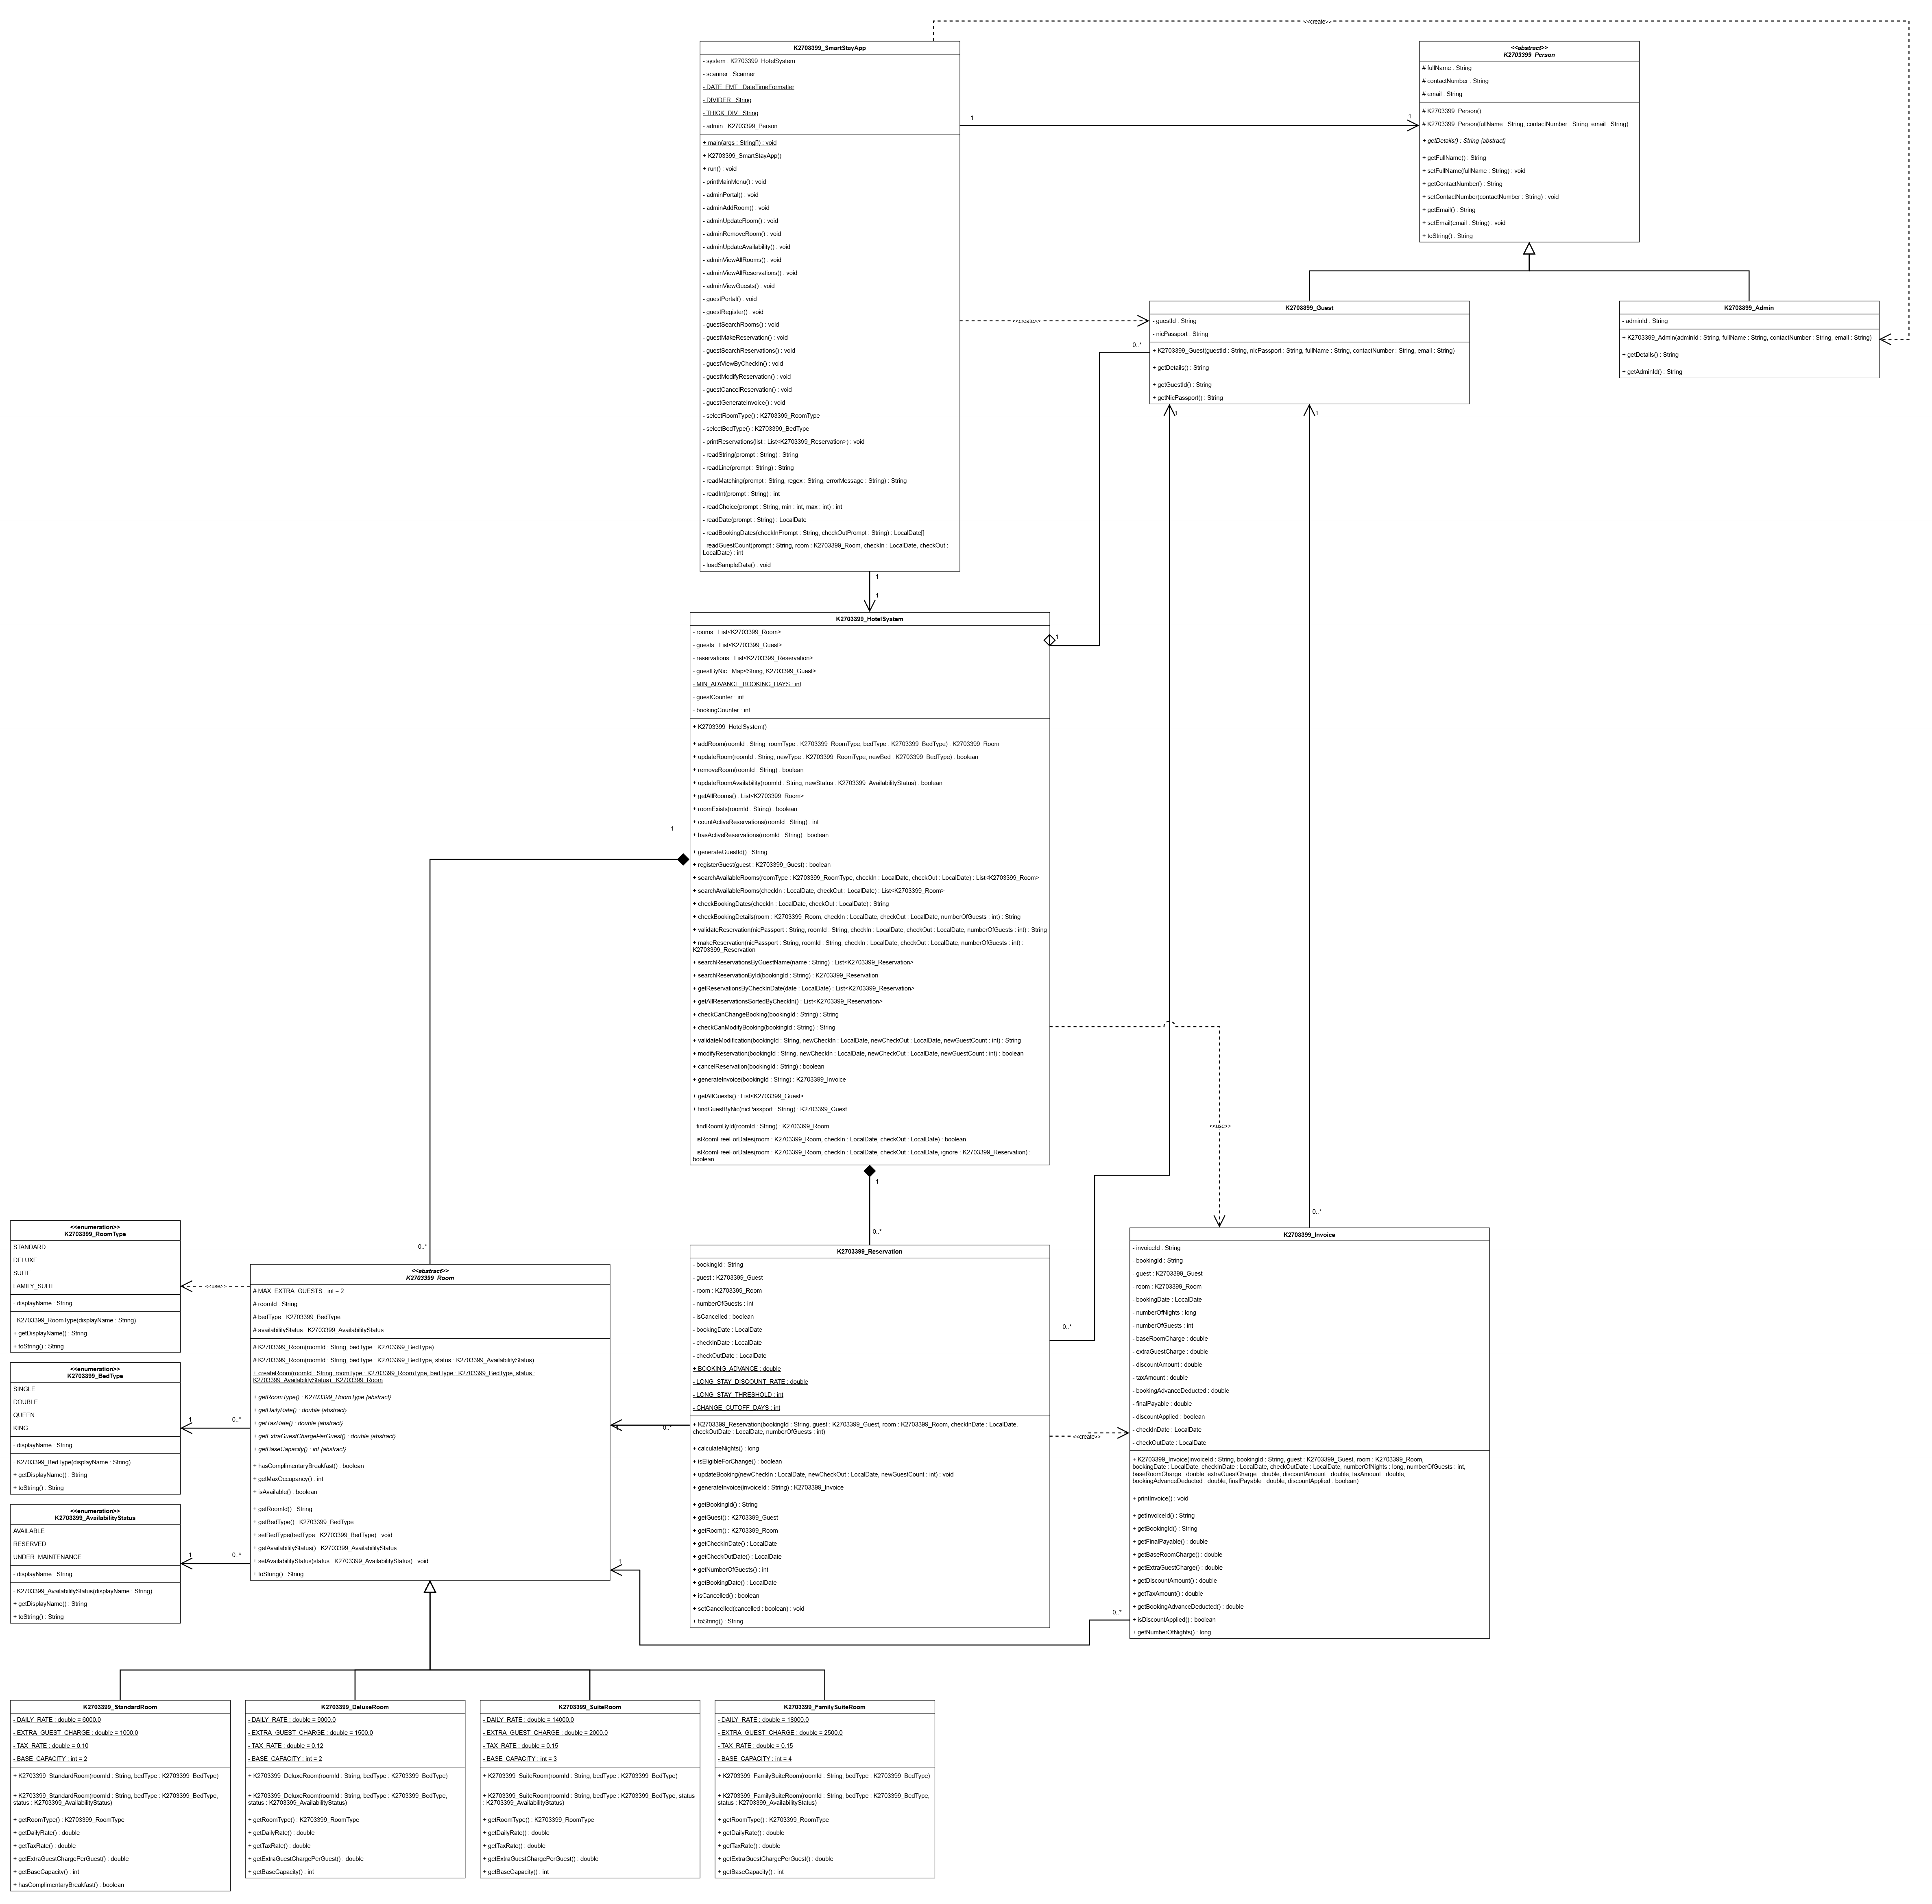 <<create>>
K2703399_SmartStayApp
- system : K2703399_HotelSystem
- scanner : Scanner
- DATE_FMT : DateTimeFormatter
- DIVIDER : String
- THICK_DIV : String
- admin : K2703399_Person
+ main(args : String[]) : void
+ K2703399_SmartStayApp()
+ run() : void
- printMainMenu() : void
- adminPortal() : void
- adminAddRoom() : void
- adminUpdateRoom() : void
- adminRemoveRoom() : void
- adminUpdateAvailability() : void
- adminViewAllRooms() : void
- adminViewAllReservations() : void
- adminViewGuests() : void
- guestPortal() : void
- guestRegister() : void
- guestSearchRooms() : void
- guestMakeReservation() : void
- guestSearchReservations() : void
- guestViewByCheckIn() : void
- guestModifyReservation() : void
- guestCancelReservation() : void
- guestGenerateInvoice() : void
- selectRoomType() : K2703399_RoomType
- selectBedType() : K2703399_BedType
- printReservations(list : List<K2703399_Reservation>) : void
- readString(prompt : String) : String
- readLine(prompt : String) : String
- readMatching(prompt : String, regex : String, errorMessage : String) : String
- readInt(prompt : String) : int
- readChoice(prompt : String, min : int, max : int) : int
- readDate(prompt : String) : LocalDate
- readBookingDates(checkInPrompt : String, checkOutPrompt : String) : LocalDate[]
- readGuestCount(prompt : String, room : K2703399_Room, checkIn : LocalDate, checkOut :
LocalDate) : int
- loadSampleData() : void
1
1
<<abstract>>
K2703399_Person
# fullName : String
# contactNumber : String
# email : String
# K2703399_Person()
# K2703399_Person(fullName : String, contactNumber : String, email : String)
+ getDetails() : String {abstract}
+ getFullName() : String
+ setFullName(fullName : String) : void
+ getContactNumber() : String
+ setContactNumber(contactNumber : String) : void
+ getEmail() : String
+ setEmail(email : String) : void
+ toString() : String
<<create>>
K2703399_Guest
- guestId : String
- nicPassport : String
+ K2703399_Guest(guestId : String, nicPassport : String, fullName : String, contactNumber : String, email : String)
+ getDetails() : String
+ getGuestId() : String
+ getNicPassport() : String
0..*
1
1
K2703399_Admin
- adminId : String
+ K2703399_Admin(adminId : String, fullName : String, contactNumber : String, email : String)
+ getDetails() : String
+ getAdminId() : String
1
1
K2703399_HotelSystem
- rooms : List<K2703399_Room>
- guests : List<K2703399_Guest>
- reservations : List<K2703399_Reservation>
- guestByNic : Map<String, K2703399_Guest>
- MIN_ADVANCE_BOOKING_DAYS : int
- guestCounter : int
- bookingCounter : int
+ K2703399_HotelSystem()
+ addRoom(roomId : String, roomType : K2703399_RoomType, bedType : K2703399_BedType) : K2703399_Room
+ updateRoom(roomId : String, newType : K2703399_RoomType, newBed : K2703399_BedType) : boolean
+ removeRoom(roomId : String) : boolean
+ updateRoomAvailability(roomId : String, newStatus : K2703399_AvailabilityStatus) : boolean
+ getAllRooms() : List<K2703399_Room>
+ roomExists(roomId : String) : boolean
+ countActiveReservations(roomId : String) : int
+ hasActiveReservations(roomId : String) : boolean
+ generateGuestId() : String
+ registerGuest(guest : K2703399_Guest) : boolean
+ searchAvailableRooms(roomType : K2703399_RoomType, checkIn : LocalDate, checkOut : LocalDate) : List<K2703399_Room>
+ searchAvailableRooms(checkIn : LocalDate, checkOut : LocalDate) : List<K2703399_Room>
+ checkBookingDates(checkIn : LocalDate, checkOut : LocalDate) : String
+ checkBookingDetails(room : K2703399_Room, checkIn : LocalDate, checkOut : LocalDate, numberOfGuests : int) : String
+ validateReservation(nicPassport : String, roomId : String, checkIn : LocalDate, checkOut : LocalDate, numberOfGuests : int) : String
+ makeReservation(nicPassport : String, roomId : String, checkIn : LocalDate, checkOut : LocalDate, numberOfGuests : int) :
K2703399_Reservation
+ searchReservationsByGuestName(name : String) : List<K2703399_Reservation>
+ searchReservationById(bookingId : String) : K2703399_Reservation
+ getReservationsByCheckInDate(date : LocalDate) : List<K2703399_Reservation>
+ getAllReservationsSortedByCheckIn() : List<K2703399_Reservation>
+ checkCanChangeBooking(bookingId : String) : String
+ checkCanModifyBooking(bookingId : String) : String
+ validateModification(bookingId : String, newCheckIn : LocalDate, newCheckOut : LocalDate, newGuestCount : int) : String
+ modifyReservation(bookingId : String, newCheckIn : LocalDate, newCheckOut : LocalDate, newGuestCount : int) : boolean
+ cancelReservation(bookingId : String) : boolean
+ generateInvoice(bookingId : String) : K2703399_Invoice
+ getAllGuests() : List<K2703399_Guest>
+ findGuestByNic(nicPassport : String) : K2703399_Guest
- findRoomById(roomId : String) : K2703399_Room
- isRoomFreeForDates(room : K2703399_Room, checkIn : LocalDate, checkOut : LocalDate) : boolean
- isRoomFreeForDates(room : K2703399_Room, checkIn : LocalDate, checkOut : LocalDate, ignore : K2703399_Reservation) :
boolean
1
1
<<use>>
1
0..*
0..*
<<enumeration>>
K2703399_RoomType
STANDARD
DELUXE
SUITE
FAMILY_SUITE
- displayName : String
- K2703399_RoomType(displayName : String)
+ getDisplayName() : String
+ toString() : String
<<use>>
<<enumeration>>
K2703399_BedType
SINGLE
DOUBLE
QUEEN
KING
- displayName : String
- K2703399_BedType(displayName : String)
+ getDisplayName() : String
+ toString() : String
1
0..*
<<enumeration>>
K2703399_AvailabilityStatus
AVAILABLE
RESERVED
UNDER_MAINTENANCE
- displayName : String
- K2703399_AvailabilityStatus(displayName : String)
+ getDisplayName() : String
+ toString() : String
1
0..*
<<abstract>>
K2703399_Room
# MAX_EXTRA_GUESTS : int = 2
# roomId : String
# bedType : K2703399_BedType
# availabilityStatus : K2703399_AvailabilityStatus
# K2703399_Room(roomId : String, bedType : K2703399_BedType)
# K2703399_Room(roomId : String, bedType : K2703399_BedType, status : K2703399_AvailabilityStatus)
+ createRoom(roomId : String, roomType : K2703399_RoomType, bedType : K2703399_BedType, status :
K2703399_AvailabilityStatus) : K2703399_Room
+ getRoomType() : K2703399_RoomType {abstract}
+ getDailyRate() : double {abstract}
+ getTaxRate() : double {abstract}
+ getExtraGuestChargePerGuest() : double {abstract}
+ getBaseCapacity() : int {abstract}
+ hasComplimentaryBreakfast() : boolean
+ getMaxOccupancy() : int
+ isAvailable() : boolean
+ getRoomId() : String
+ getBedType() : K2703399_BedType
+ setBedType(bedType : K2703399_BedType) : void
+ getAvailabilityStatus() : K2703399_AvailabilityStatus
+ setAvailabilityStatus(status : K2703399_AvailabilityStatus) : void
+ toString() : String
0..*
1
K2703399_Reservation
- bookingId : String
- guest : K2703399_Guest
- room : K2703399_Room
- numberOfGuests : int
- isCancelled : boolean
- bookingDate : LocalDate
- checkInDate : LocalDate
- checkOutDate : LocalDate
+ BOOKING_ADVANCE : double
- LONG_STAY_DISCOUNT_RATE : double
- LONG_STAY_THRESHOLD : int
- CHANGE_CUTOFF_DAYS : int
+ K2703399_Reservation(bookingId : String, guest : K2703399_Guest, room : K2703399_Room, checkInDate : LocalDate,
checkOutDate : LocalDate, numberOfGuests : int)
+ calculateNights() : long
+ isEligibleForChange() : boolean
+ updateBooking(newCheckIn : LocalDate, newCheckOut : LocalDate, newGuestCount : int) : void
+ generateInvoice(invoiceId : String) : K2703399_Invoice
+ getBookingId() : String
+ getGuest() : K2703399_Guest
+ getRoom() : K2703399_Room
+ getCheckInDate() : LocalDate
+ getCheckOutDate() : LocalDate
+ getNumberOfGuests() : int
+ getBookingDate() : LocalDate
+ isCancelled() : boolean
+ setCancelled(cancelled : boolean) : void
+ toString() : String
0..*
<<create>>
0..*
0..*
K2703399_Invoice
- invoiceId : String
- bookingId : String
- guest : K2703399_Guest
- room : K2703399_Room
- bookingDate : LocalDate
- numberOfNights : long
- numberOfGuests : int
- baseRoomCharge : double
- extraGuestCharge : double
- discountAmount : double
- taxAmount : double
- bookingAdvanceDeducted : double
- finalPayable : double
- discountApplied : boolean
- checkInDate : LocalDate
- checkOutDate : LocalDate
+ K2703399_Invoice(invoiceId : String, bookingId : String, guest : K2703399_Guest, room : K2703399_Room,
bookingDate : LocalDate, checkInDate : LocalDate, checkOutDate : LocalDate, numberOfNights : long, numberOfGuests : int,
baseRoomCharge : double, extraGuestCharge : double, discountAmount : double, taxAmount : double,
bookingAdvanceDeducted : double, finalPayable : double, discountApplied : boolean)
+ printInvoice() : void
+ getInvoiceId() : String
+ getBookingId() : String
+ getFinalPayable() : double
+ getBaseRoomCharge() : double
+ getExtraGuestCharge() : double
+ getDiscountAmount() : double
+ getTaxAmount() : double
+ getBookingAdvanceDeducted() : double
+ isDiscountApplied() : boolean
+ getNumberOfNights() : long
K2703399_StandardRoom
- DAILY_RATE : double = 6000.0
- EXTRA_GUEST_CHARGE : double = 1000.0
- TAX_RATE : double = 0.10
- BASE_CAPACITY : int = 2
+ K2703399_StandardRoom(roomId : String, bedType : K2703399_BedType)
+ K2703399_StandardRoom(roomId : String, bedType : K2703399_BedType,
status : K2703399_AvailabilityStatus)
+ getRoomType() : K2703399_RoomType
+ getDailyRate() : double
+ getTaxRate() : double
+ getExtraGuestChargePerGuest() : double
+ getBaseCapacity() : int
+ hasComplimentaryBreakfast() : boolean
K2703399_DeluxeRoom
- DAILY_RATE : double = 9000.0
- EXTRA_GUEST_CHARGE : double = 1500.0
- TAX_RATE : double = 0.12
- BASE_CAPACITY : int = 2
+ K2703399_DeluxeRoom(roomId : String, bedType : K2703399_BedType)
+ K2703399_DeluxeRoom(roomId : String, bedType : K2703399_BedType,
status : K2703399_AvailabilityStatus)
+ getRoomType() : K2703399_RoomType
+ getDailyRate() : double
+ getTaxRate() : double
+ getExtraGuestChargePerGuest() : double
+ getBaseCapacity() : int
K2703399_SuiteRoom
- DAILY_RATE : double = 14000.0
- EXTRA_GUEST_CHARGE : double = 2000.0
- TAX_RATE : double = 0.15
- BASE_CAPACITY : int = 3
+ K2703399_SuiteRoom(roomId : String, bedType : K2703399_BedType)
+ K2703399_SuiteRoom(roomId : String, bedType : K2703399_BedType, status
: K2703399_AvailabilityStatus)
+ getRoomType() : K2703399_RoomType
+ getDailyRate() : double
+ getTaxRate() : double
+ getExtraGuestChargePerGuest() : double
+ getBaseCapacity() : int
K2703399_FamilySuiteRoom
- DAILY_RATE : double = 18000.0
- EXTRA_GUEST_CHARGE : double = 2500.0
- TAX_RATE : double = 0.15
- BASE_CAPACITY : int = 4
+ K2703399_FamilySuiteRoom(roomId : String, bedType : K2703399_BedType)
+ K2703399_FamilySuiteRoom(roomId : String, bedType : K2703399_BedType,
status : K2703399_AvailabilityStatus)
+ getRoomType() : K2703399_RoomType
+ getDailyRate() : double
+ getTaxRate() : double
+ getExtraGuestChargePerGuest() : double
+ getBaseCapacity() : int